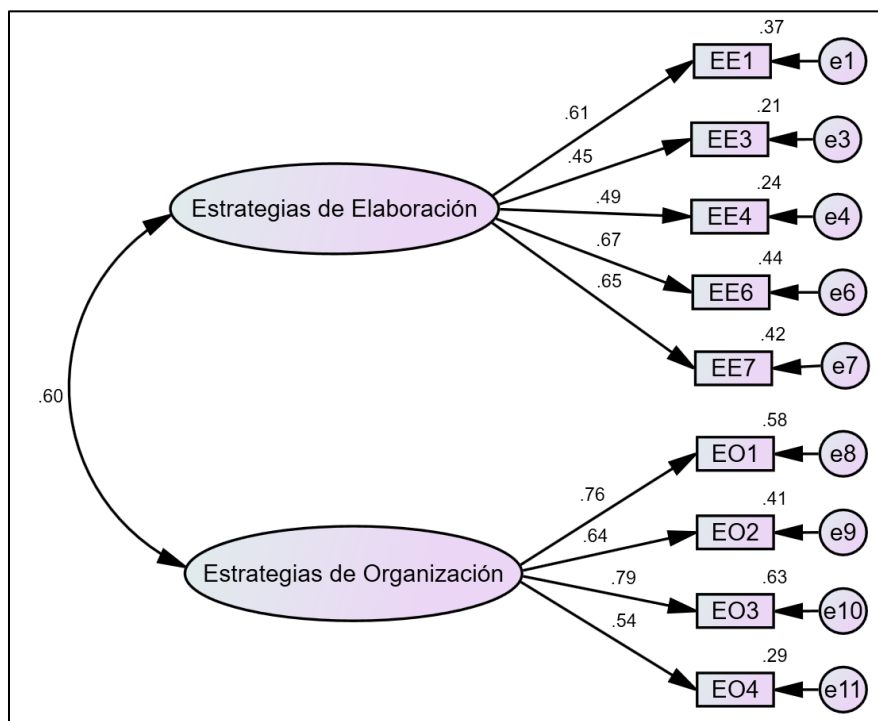 .37
EE1
e1
.61
.21
EE3
e3
.45
.24
EE4
e4
.49
Estrategias de Elaboración
.67
.44
EE6
e6
.65
.42
EE7
e7
.60
.58
EO1
e8
.76
.41
EO2
e9
.64
Estrategias de Organización
.79
.63
EO3
e10
.54
.29
EO4
e11